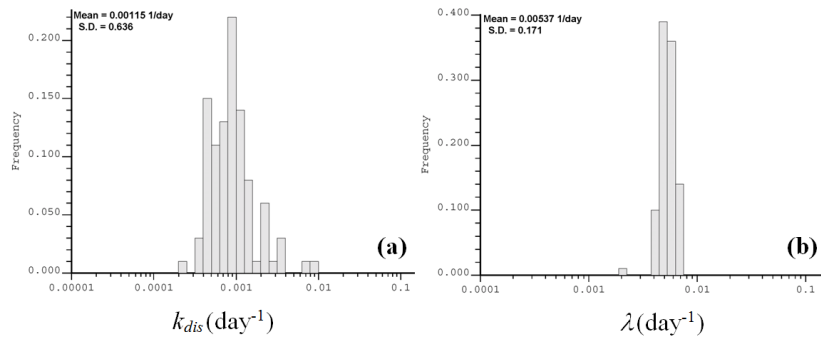 Mean = 0.00115 1/day
S.D. = 0.636
0.200
0.150
0.100
0.050
0.000
Frequency
0.00001
0.0001
0.001
0.01
0.1
(a)
k_dis (day⁻¹)
Mean = 0.00537 1/day
S.D. = 0.171
0.400
0.300
0.200
0.100
0.000
Frequency
0.0001
0.001
0.01
0.1
(b)
λ (day⁻¹)